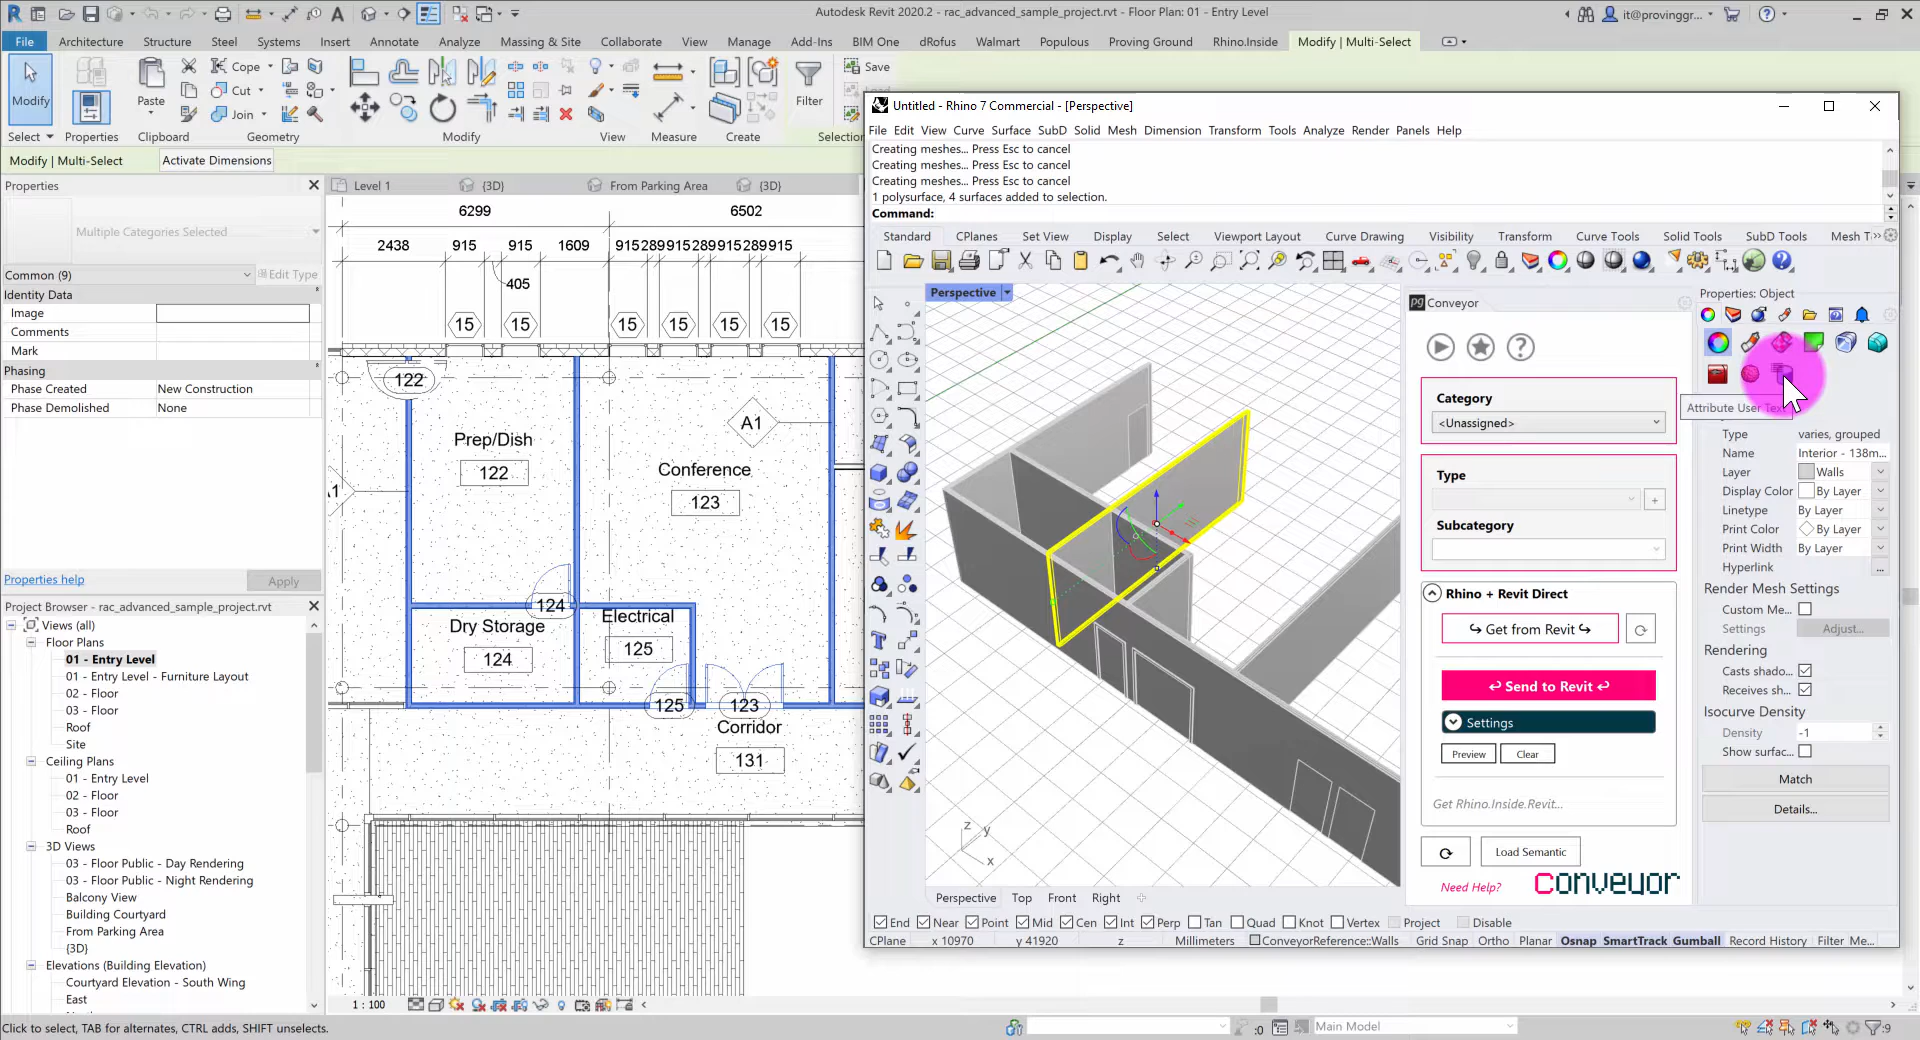 Autodesk Revit 2020.2 - rac_advanced_sample_project.rvt - Floor Plan: 01 - Entry Level
it@provinggr...
File Architecture Structure Steel Systems Insert Annotate Analyze Massing & Site Collaborate View Manage Add-Ins BIM One dRofus Walmart Populous Proving Ground Rhino.Inside Modify | Multi-Select
Modify
Paste
Cope
Cut
Join
Filter
Save
Select Properties Clipboard Geometry Modify View Measure Create Selection
Modify | Multi-Select Activate Dimensions
Properties
Multiple Categories Selected
Common (9) Edit Type
Identity Data
Image
Comments
Mark
Phasing
Phase Created New Construction
Phase Demolished None
Properties help Apply
Project Browser - rac_advanced_sample_project.rvt
Views (all)
Floor Plans
01 - Entry Level
01 - Entry Level - Furniture Layout
02 - Floor
03 - Floor
Roof
Site
Ceiling Plans
01 - Entry Level
02 - Floor
03 - Floor
Roof
3D Views
03 - Floor Public - Day Rendering
03 - Floor Public - Night Rendering
Balcony View
Building Courtyard
From Parking Area
{3D}
Elevations (Building Elevation)
Courtyard Elevation - South Wing
East
Level 1 {3D} From Parking Area {3D}
6299 6502
2438 915 915 1609 915 289 915 289 915 289 915
405
15 15 15 15 15 15
122
A1
Prep/Dish
122
Conference
123
124
Dry Storage
124
Electrical
125
125 123
Corridor
131
1 : 100
Click to select, TAB for alternates, CTRL adds, SHIFT unselects.
:0
Main Model
:9
Untitled - Rhino 7 Commercial - [Perspective]
File Edit View Curve Surface SubD Solid Mesh Dimension Transform Tools Analyze Render Panels Help
Creating meshes... Press Esc to cancel
Creating meshes... Press Esc to cancel
Creating meshes... Press Esc to cancel
1 polysurface, 4 surfaces added to selection.
Command:
Standard CPlanes Set View Display Select Viewport Layout Curve Drawing Visibility Transform Curve Tools Solid Tools SubD Tools Mesh T
Perspective
z
y
x
Perspective Top Front Right
End Near Point Mid Cen Int Perp Tan Quad Knot Vertex Project Disable
CPlane x 10970 y 41920 z Millimeters ConveyorReference::Walls Grid Snap Ortho Planar Osnap SmartTrack Gumball Record History Filter Me...
pg Conveyor
Category
<Unassigned>
Type
+
Subcategory
Rhino + Revit Direct
Get from Revit
Send to Revit
Settings
Preview Clear
Get Rhino.Inside.Revit...
Load Semantic
Need Help? conveyor
Properties: Object
Attribute User Text
Type varies, grouped
Name Interior - 138m...
Layer Walls
Display Color By Layer
Linetype By Layer
Print Color By Layer
Print Width By Layer
Hyperlink ...
Render Mesh Settings
Custom Me...
Settings Adjust...
Rendering
Casts shado...
Receives sh...
Isocurve Density
Density -1
Show surfac...
Match
Details...